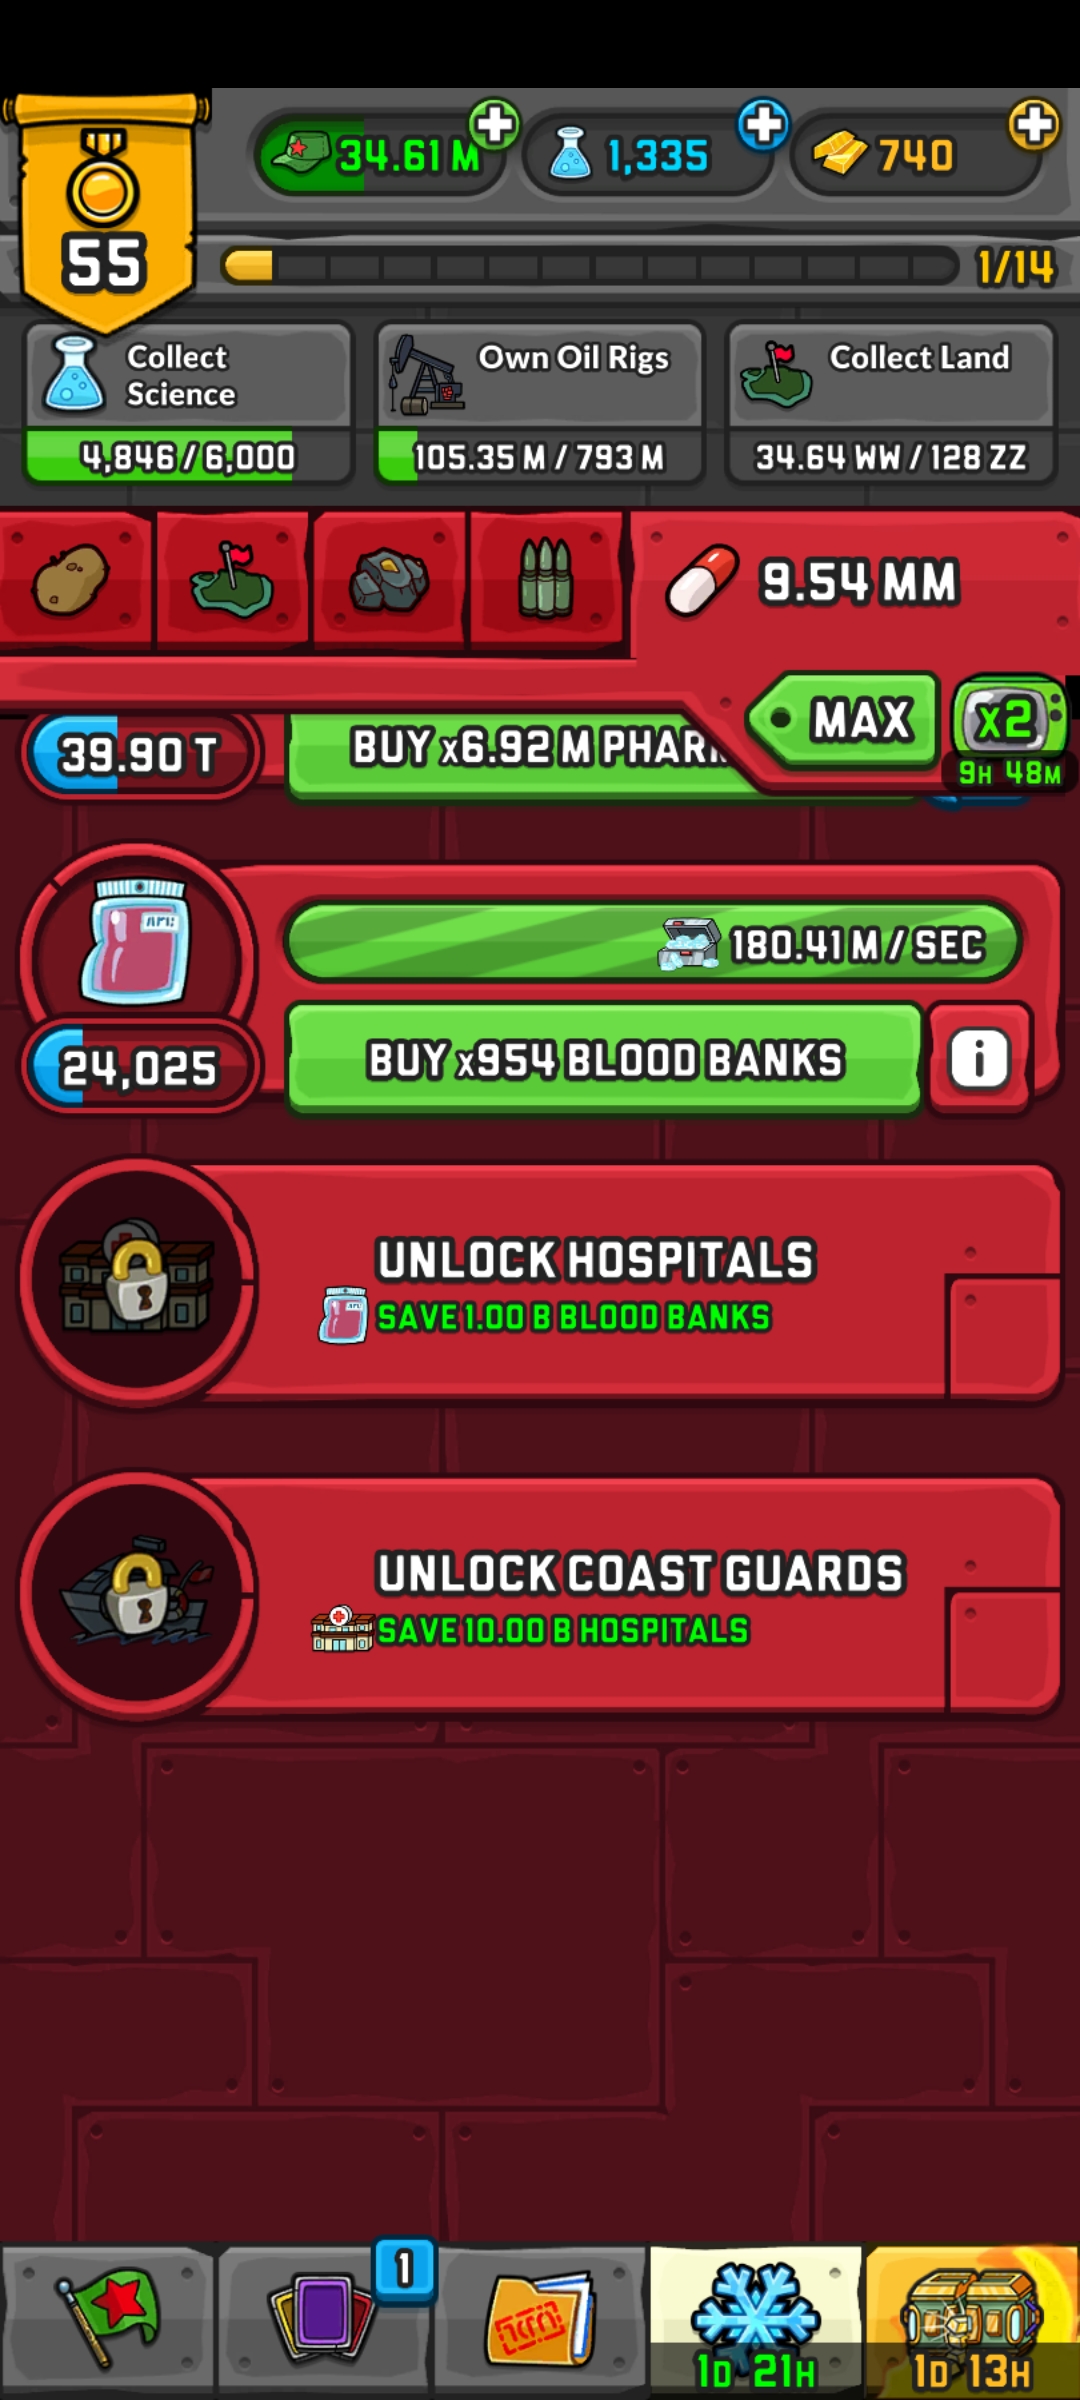 34.61 M
1,335
740
55
1/14
Collect
Science
4,846/6,000
Own Oil Rigs
105.35 M / 793 M
Collect Land
34.64 WW / 128 ZZ
9.54 MM
MAX
x2
9H 48M
39.90 T
BUY x6.92 M
180.41 M / SEC
24,025
BUY x954 BLOOD BANKS
i
UNLOCK HOSPITALS
SAVE 1.00 B BLOOD BANKS
UNLOCK COAST GUARDS
SAVE 10.00 B HOSPITALS
1
1D 21H
1D 13H